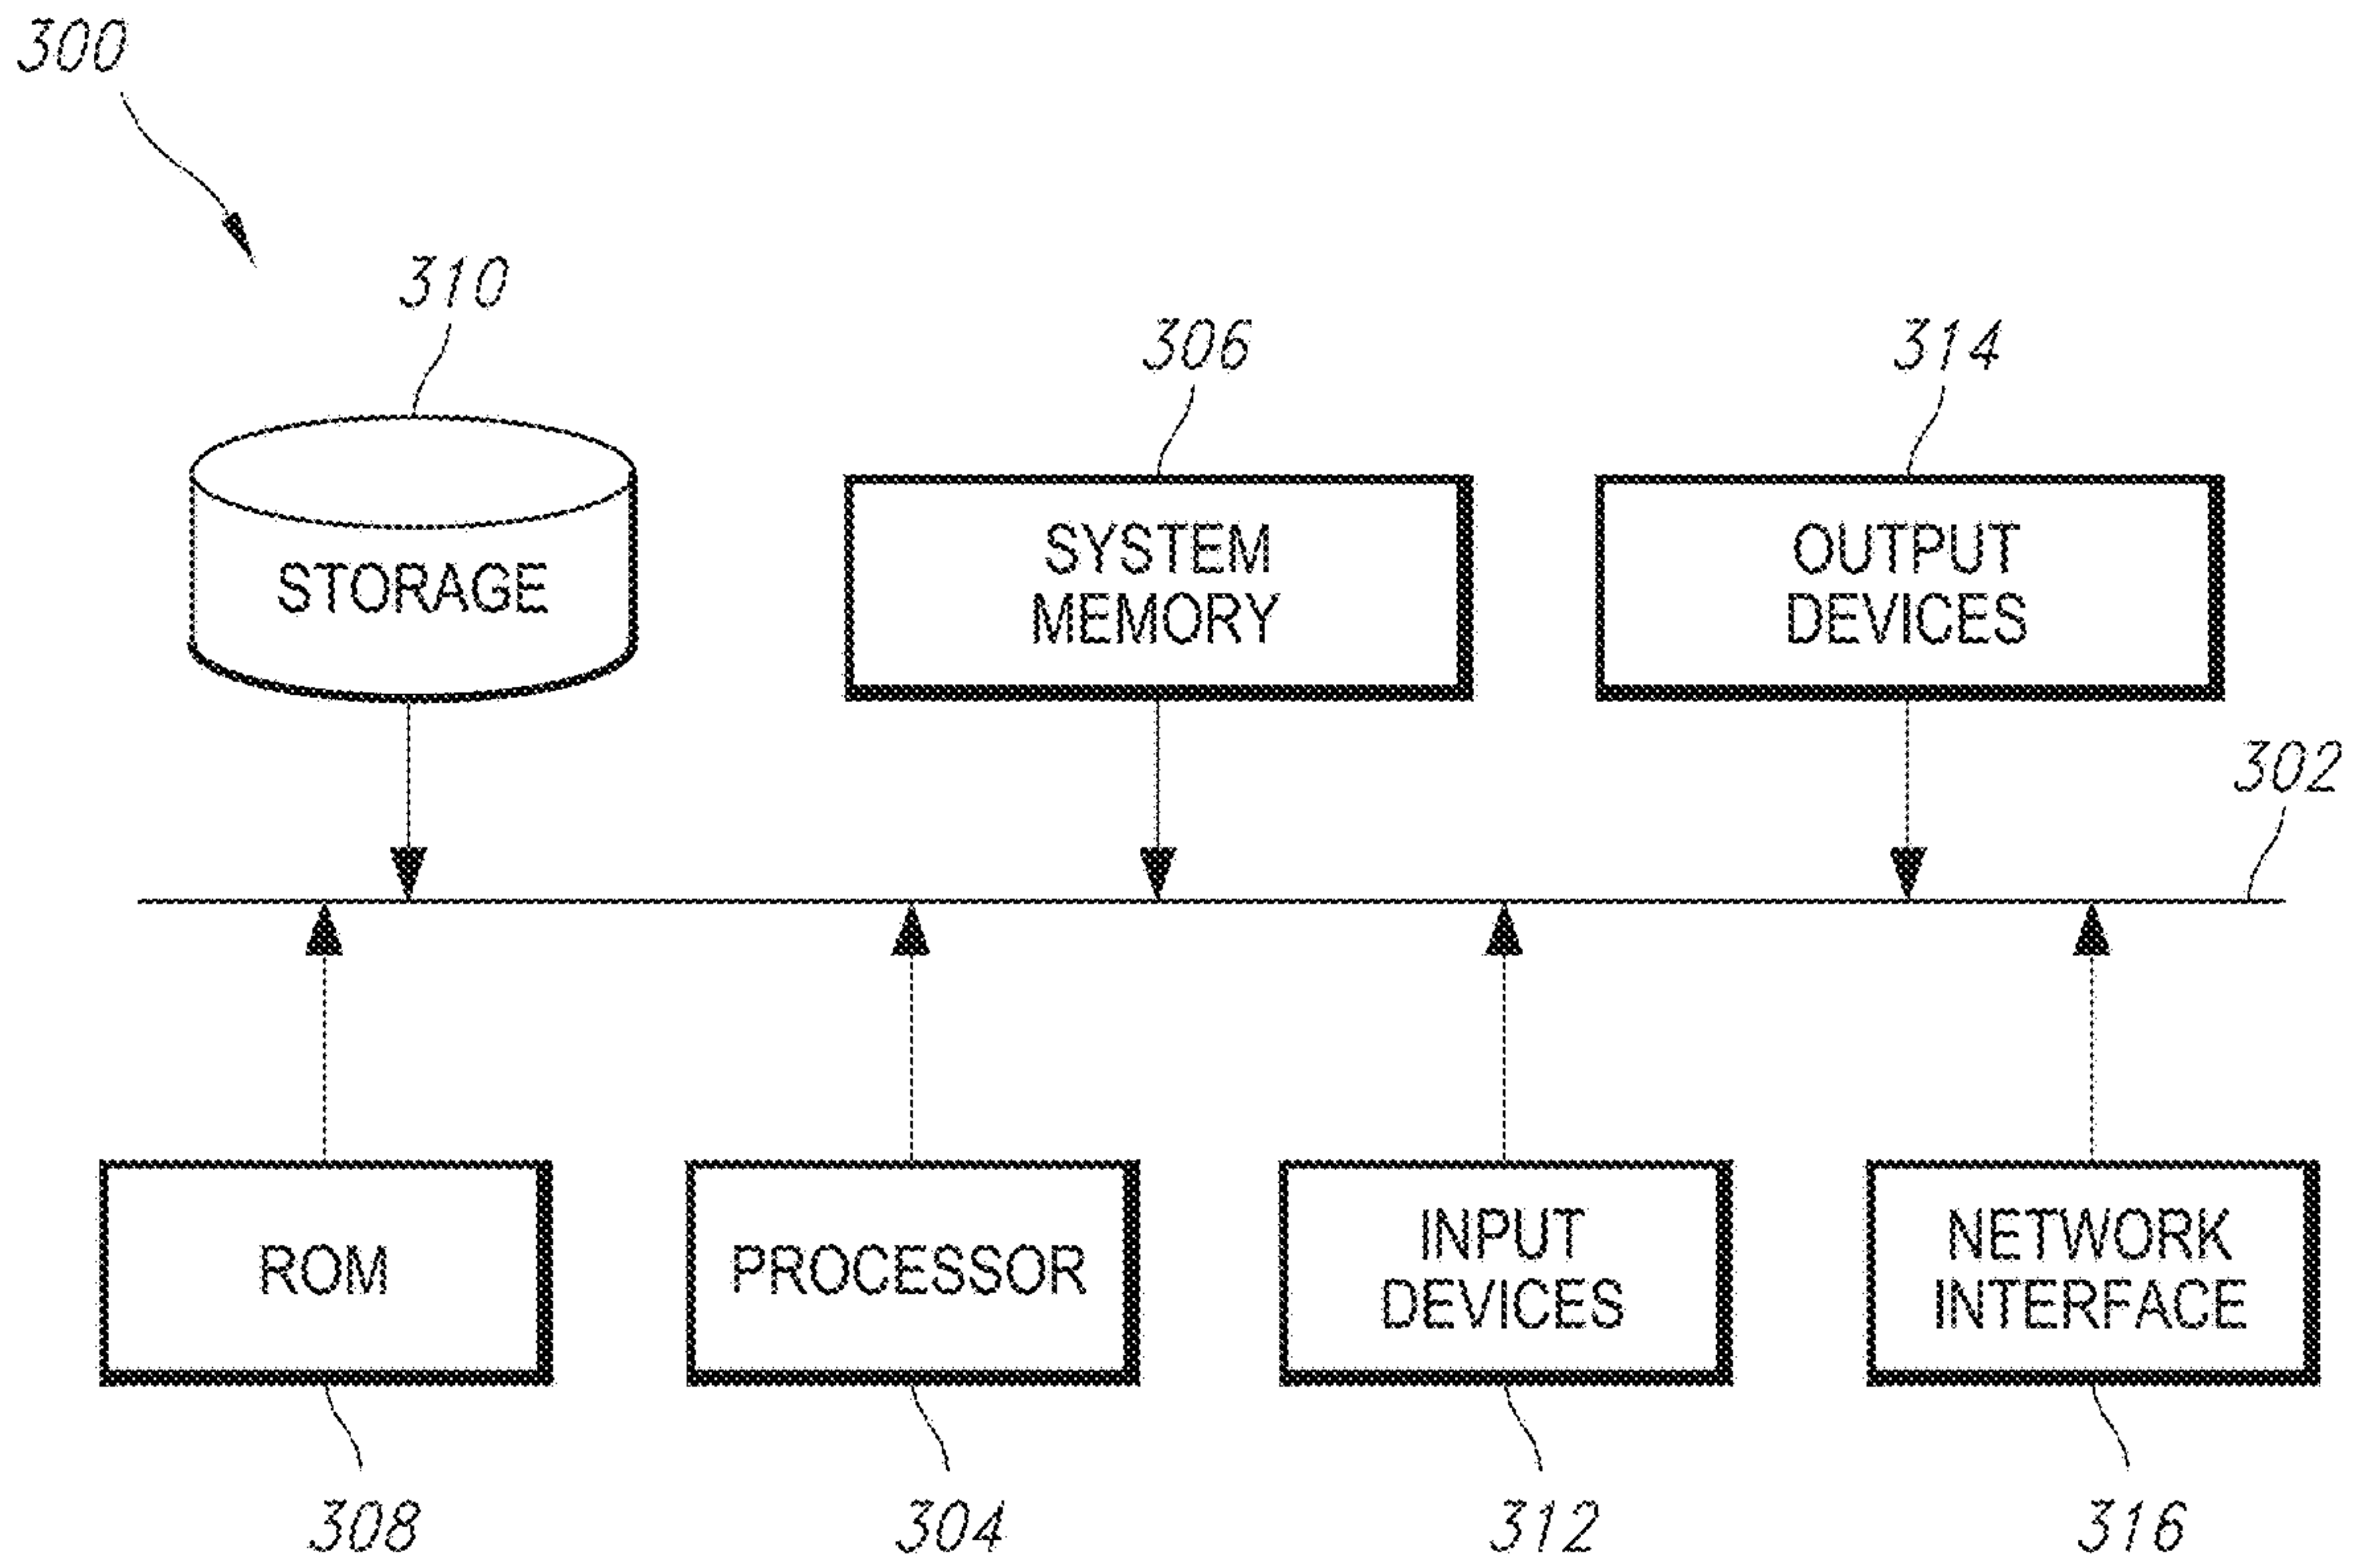 300
310
306
314
STORAGE
SYSTEM
MEMORY
OUTPUT
DEVICES
302
ROM
PROCESSOR
INPUT
DEVICES
NETWORK
INTERFACE
308
304
312
316